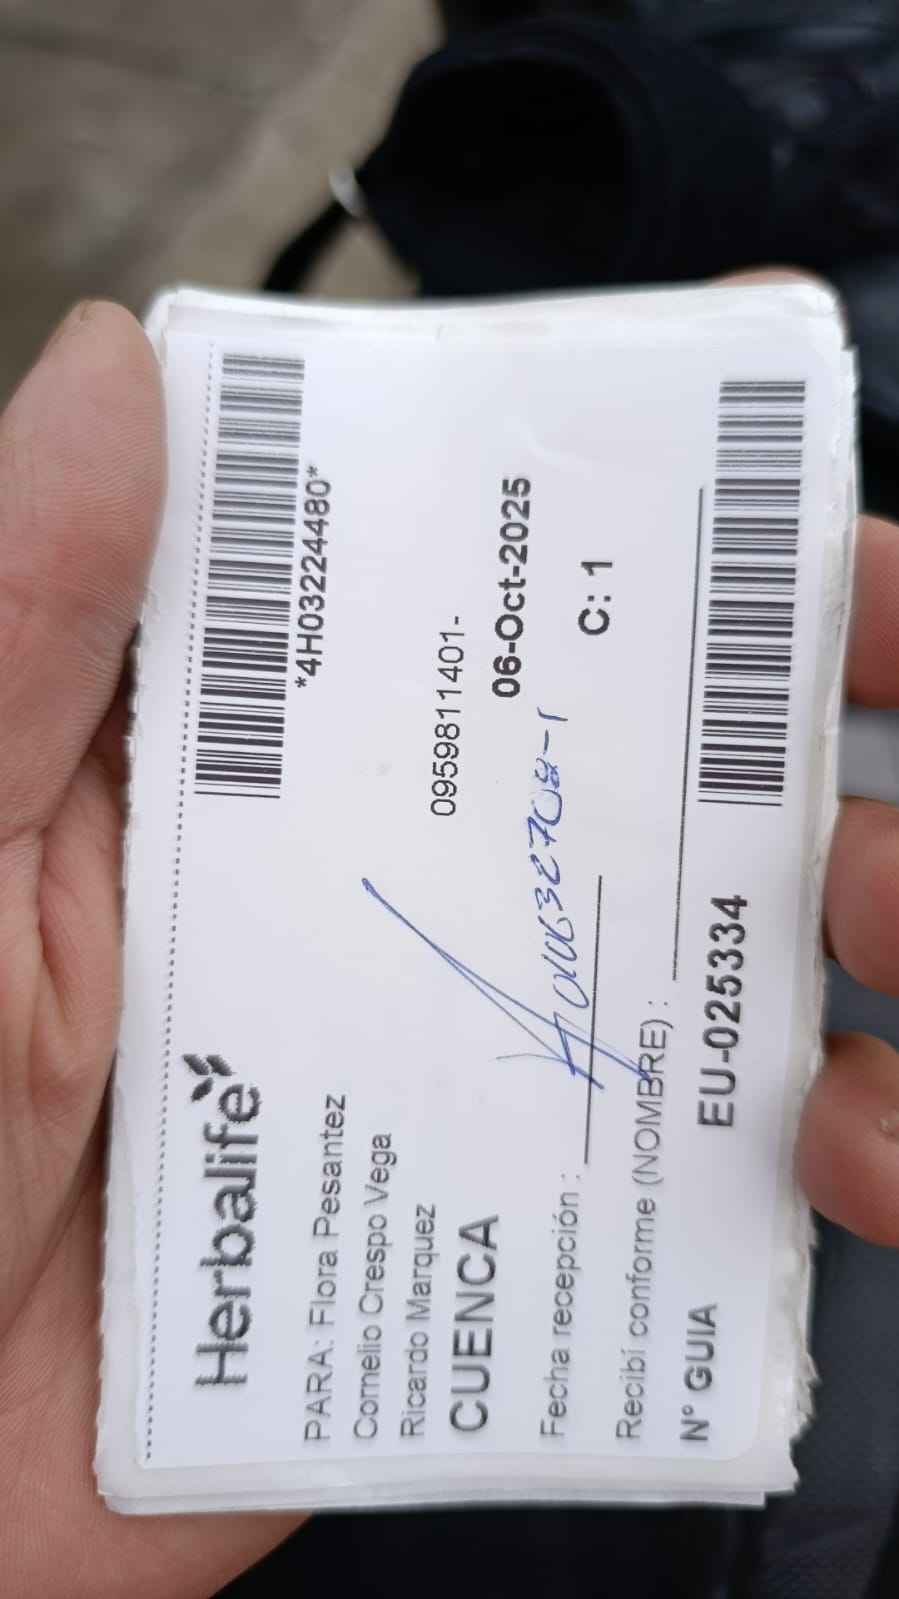 Herbalife
*4H03224480*
PARA: Flora Pesantez
Cornelio Crespo Vega
Ricardo Marquez
0959811401-
CUENCA
06-Oct-2025
Fecha recepción :
C: 1
Recibí conforme (NOMBRE) :
N° GUIA EU-025334